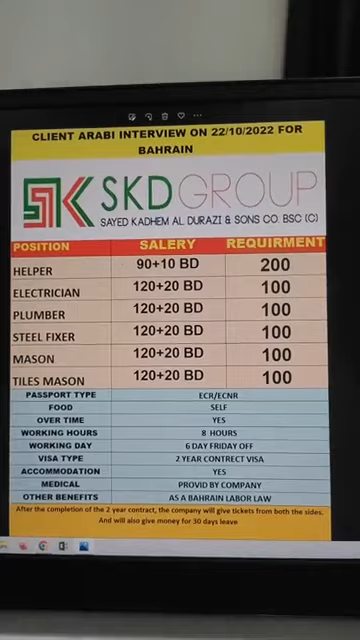 CLIENT ARABI INTERVIEW ON 22/10/2022 FOR
BAHRAIN
SKDGROUP
SAYED KADHEM AL DURAZI & SONS CO. BSC (C)
POSITION SALERY REQUIRMENT
HELPER 90+10 BD 200
ELECTRICIAN 120+20 BD 100
PLUMBER 120+20 BD 100
STEEL FIXER 120+20 BD 100
MASON 120+20 BD 100
TILES MASON 120+20 BD 100
PASSPORT TYPE ECR/ECNR
FOOD SELF
OVER TIME YES
WORKING HOURS 8 HOURS
WORKING DAY 6 DAY FRIDAY OFF
VISA TYPE 2 YEAR CONTRECT VISA
ACCOMMODATION YES
MEDICAL PROVID BY COMPANY
OTHER BENEFITS AS A BAHRAIN LABOR LAW
After the completion of the 2 year contract, the company will give tickets from both the sides.
And will also give money for 30 days leave